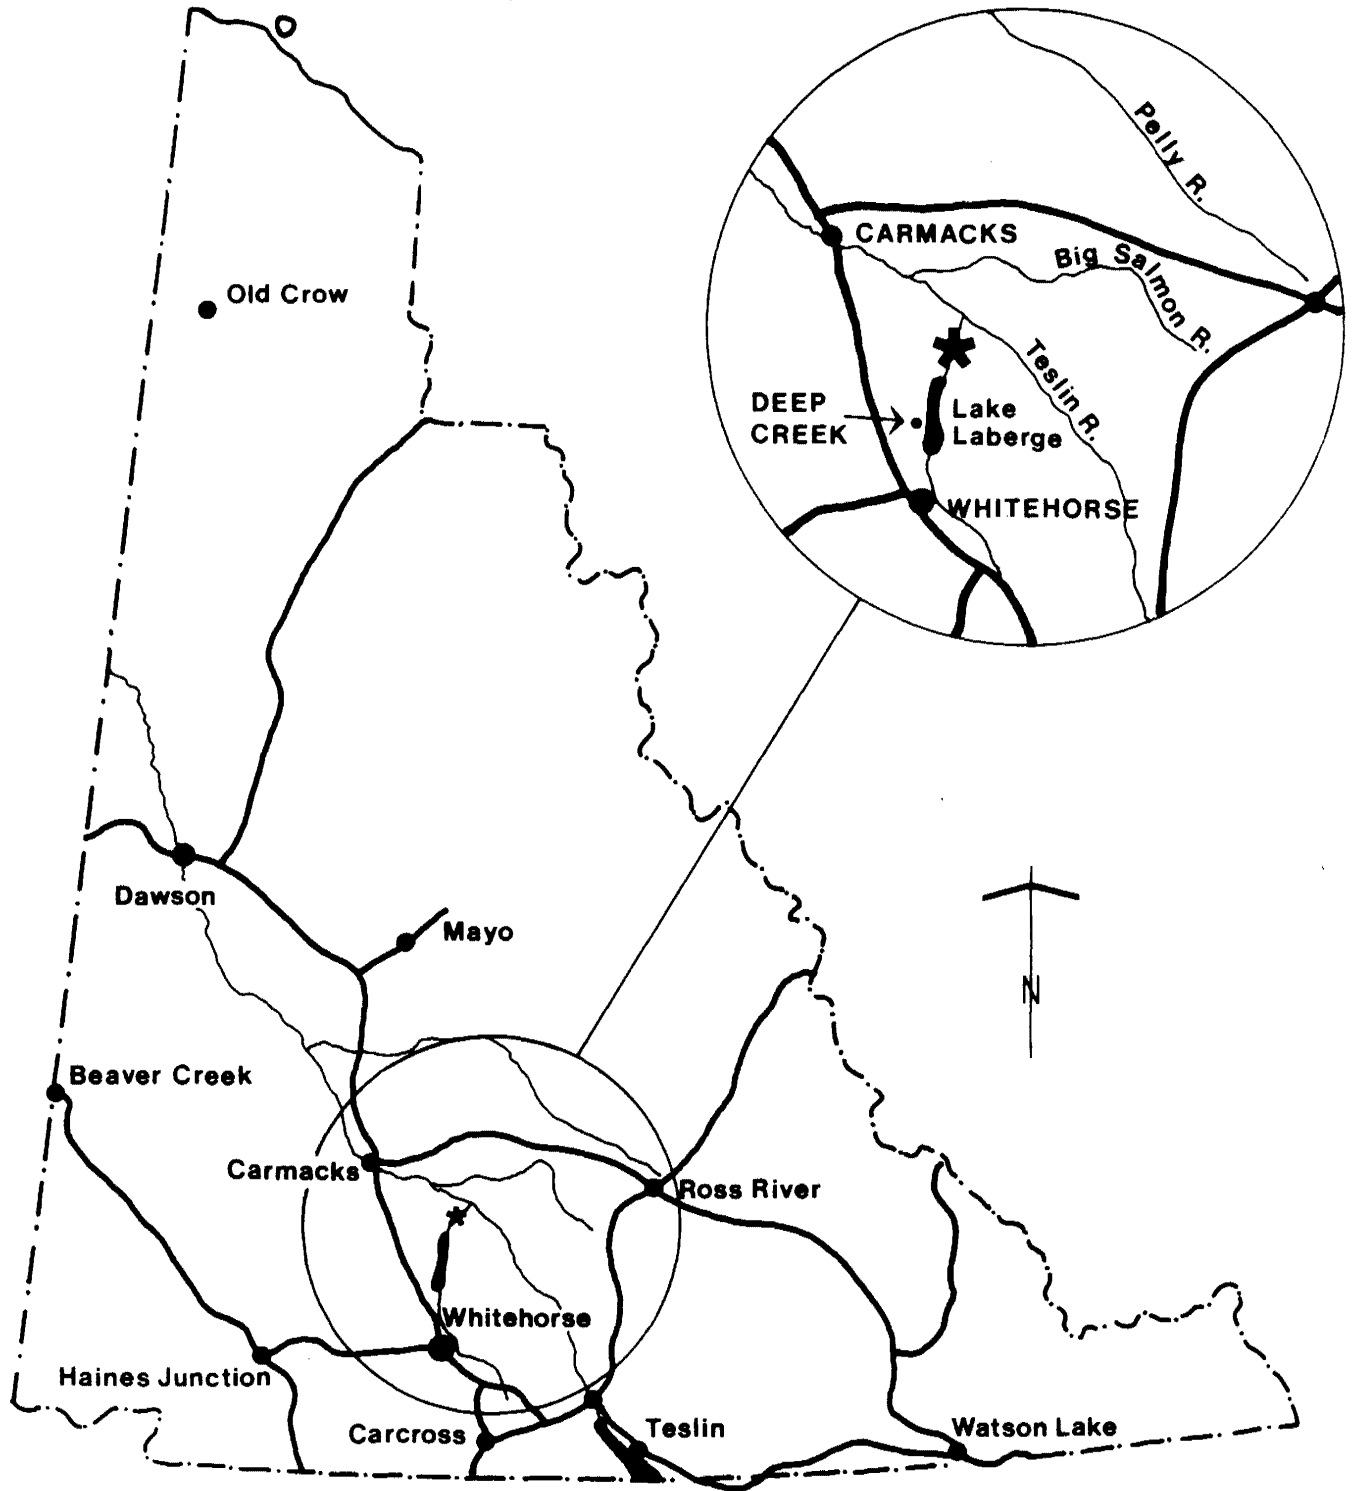 Pelly R.
CARMACKS
Big Salmon R.
Old Crow
Teslin R.
DEEP
CREEK
Lake
Laberge
WHITEHORSE
Dawson
Mayo
N
Beaver Creek
Carmacks
Ross River
Whitehorse
Haines Junction
Carcross
Teslin
Watson Lake